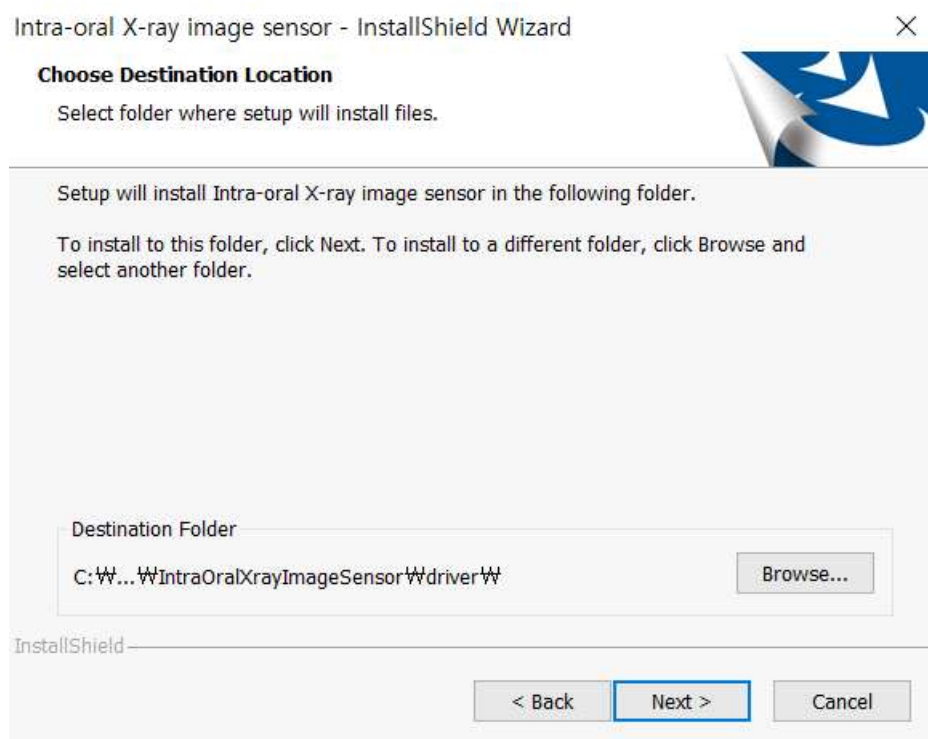 Intra-oral X-ray image sensor - InstallShield Wizard
Choose Destination Location
Select folder where setup will install files.
Setup will install Intra-oral X-ray image sensor in the following folder.
To install to this folder, click Next. To install to a different folder, click Browse and
select another folder.
Destination Folder
C:₩...₩IntraOralXrayImageSensor₩driver₩
Browse...
InstallShield
< Back
Next >
Cancel